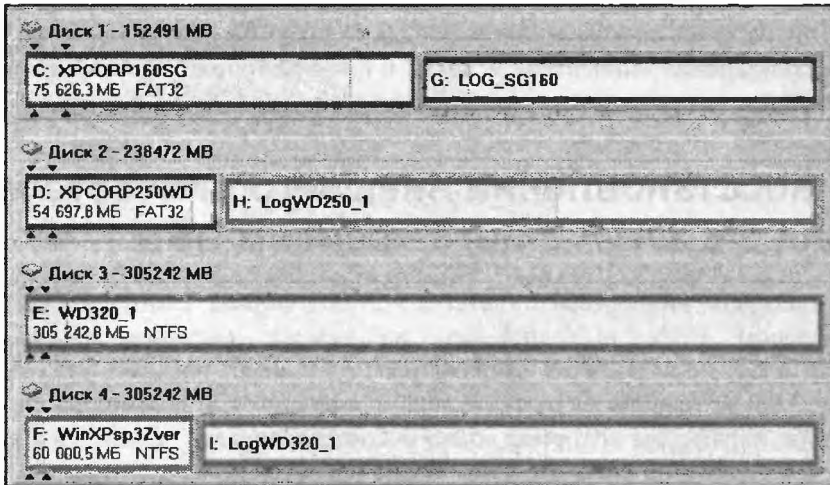 Диск 1 - 152491 MB
C: XPCORP160SG
75 626,3 МБ FAT32
G: LOG_SG160
Диск 2 - 238472 MB
D: XPCORP250WD
54 697,8 МБ FAT32
H: LogWD250_1
Диск 3 - 305242 MB
E: WD320_1
305 242,8 МБ NTFS
Диск 4 - 305242 MB
F: WinXPsp3Zver
60 000,5 МБ NTFS
I: LogWD320_1